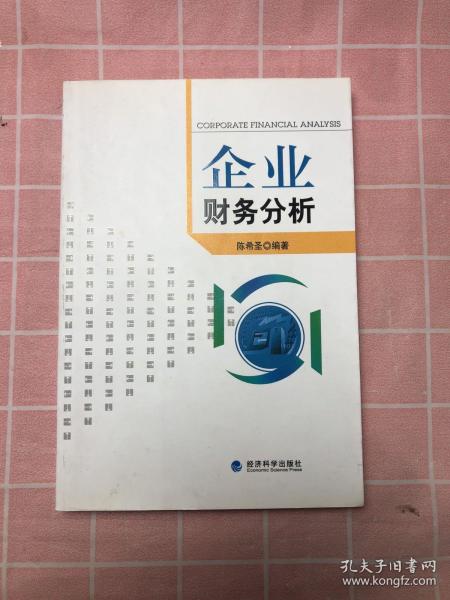 CORPORATE FINANCIAL ANALYSIS
企业
财务分析
陈希圣 编著
经济科学出版社
Economic Science Press
孔夫子旧书网
www.kongfz.com